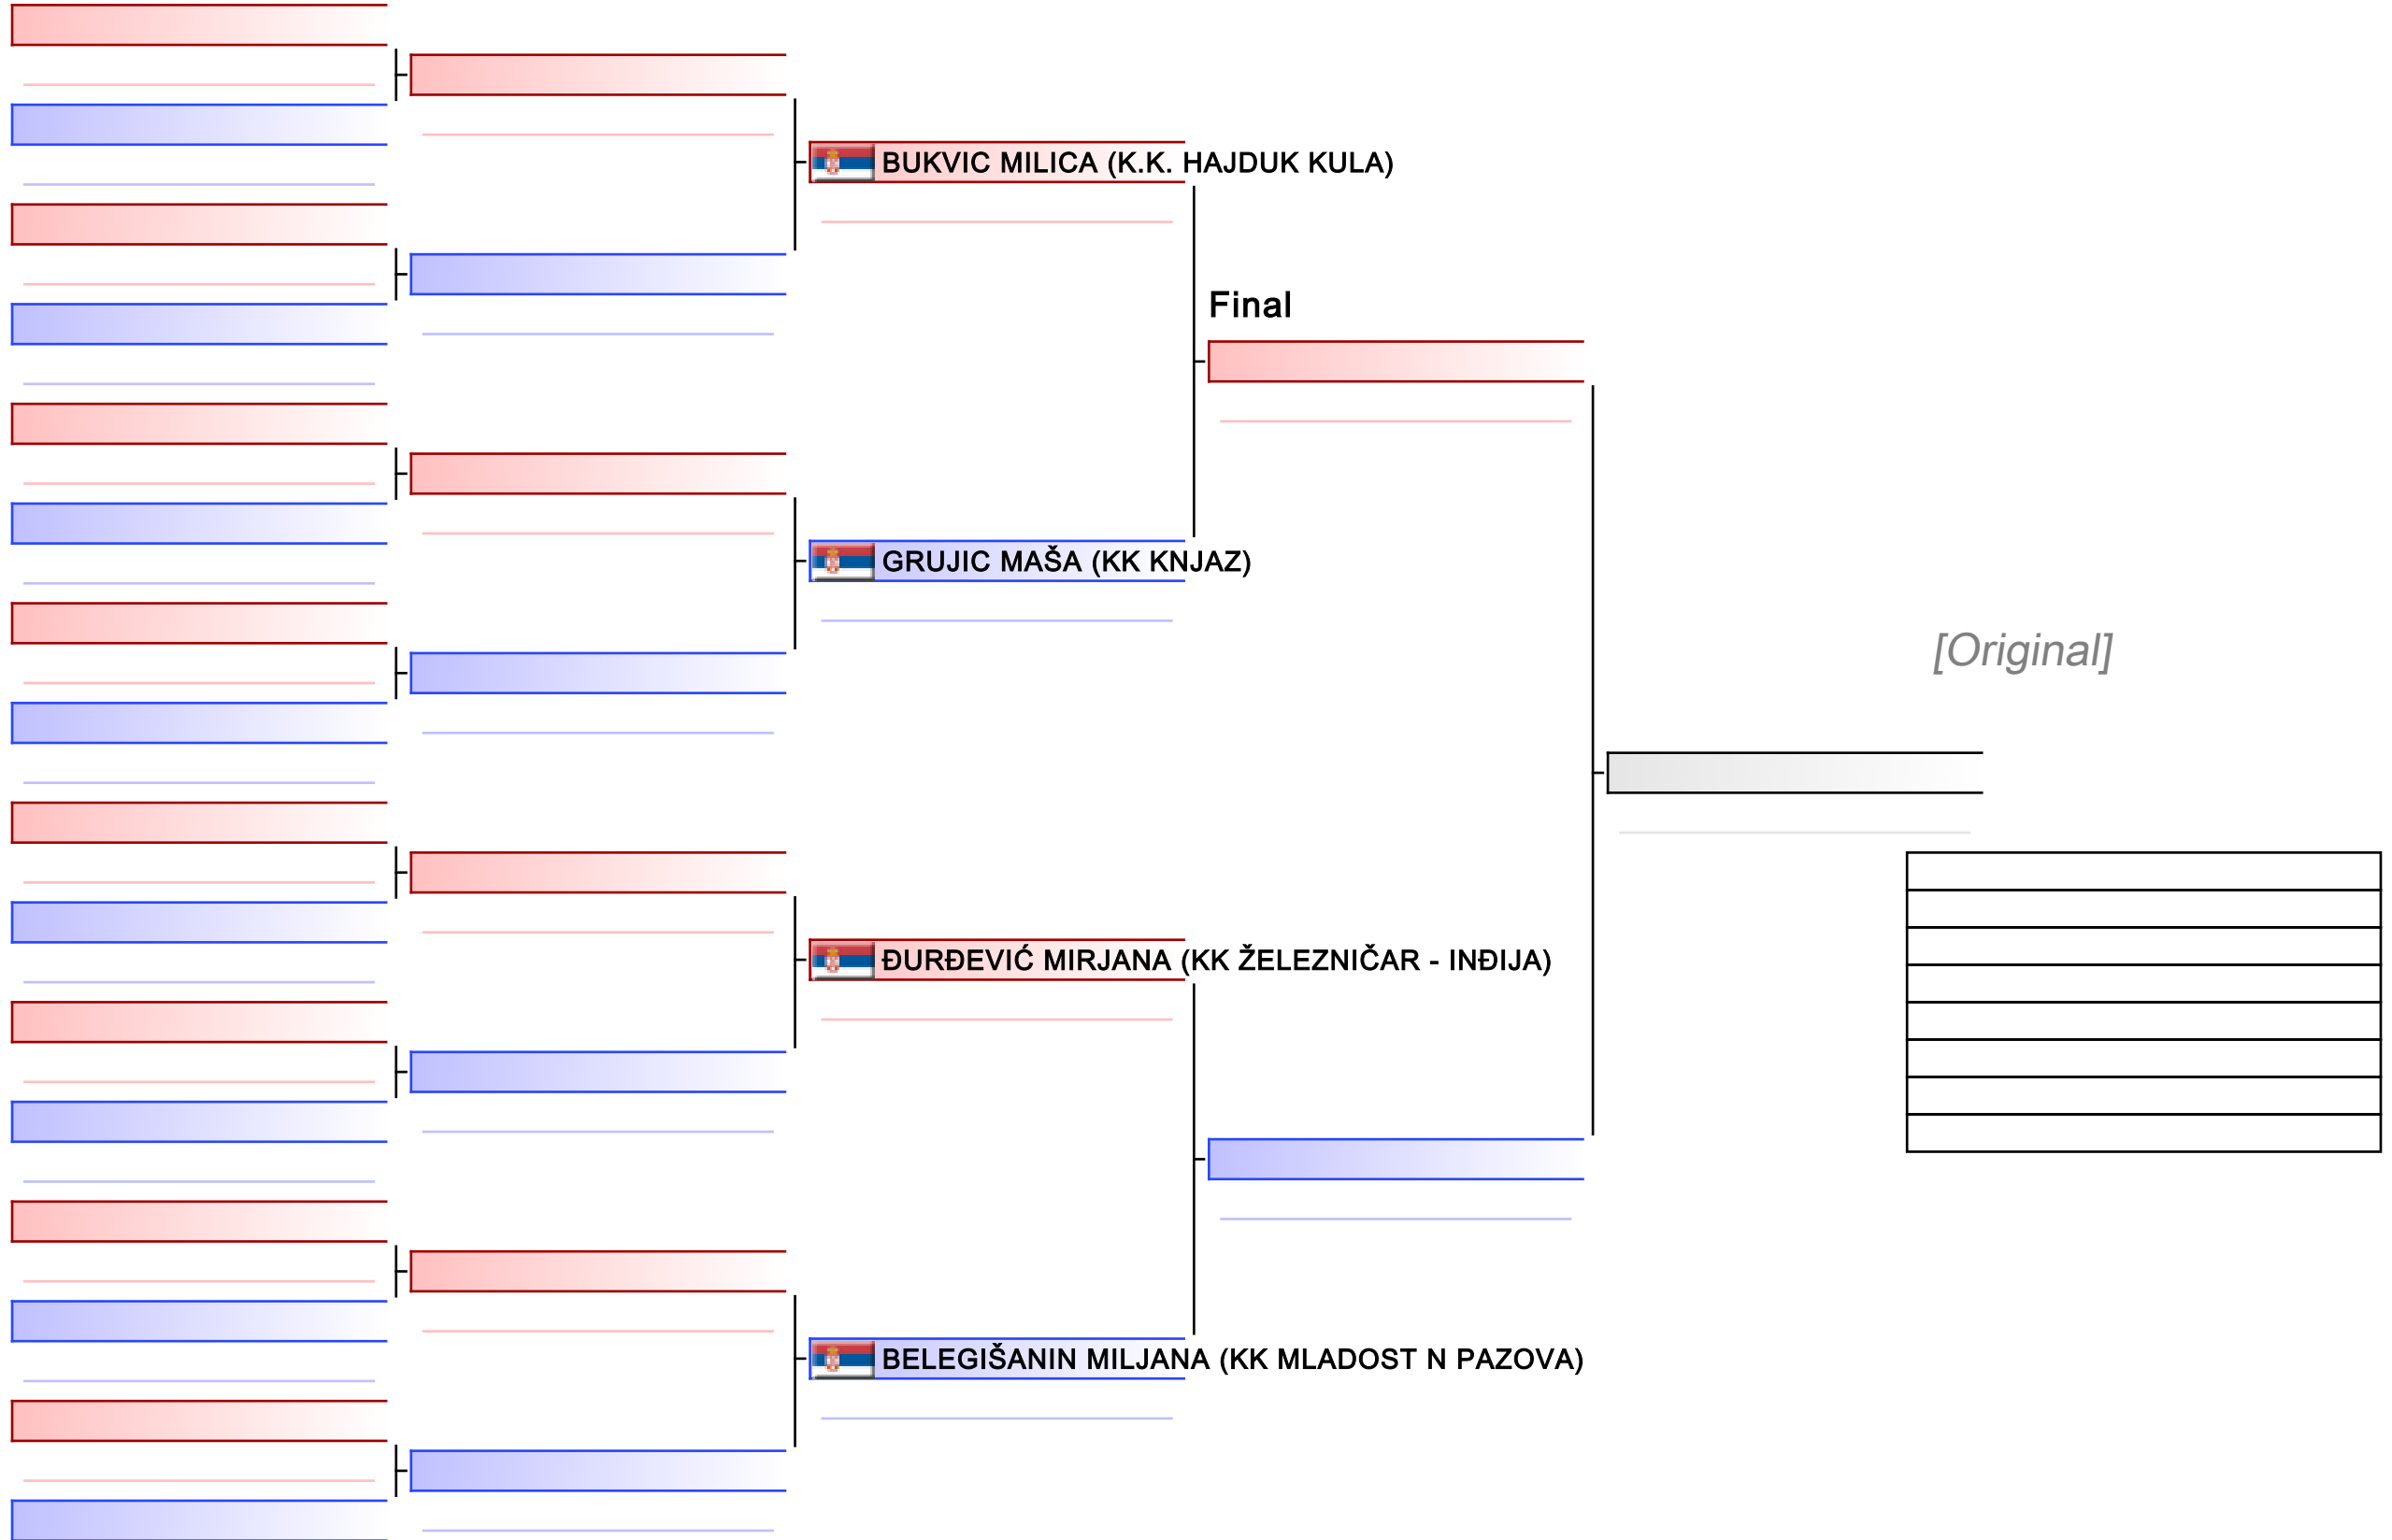 BUKVIC MILICA (K.K. HAJDUK KULA)
Final
GRUJIC MAŠA (KK KNJAZ)
[Original]
ĐURĐEVIĆ MIRJANA (KK ŽELEZNIČAR - INĐIJA)
BELEGIŠANIN MILJANA (KK MLADOST N PAZOVA)